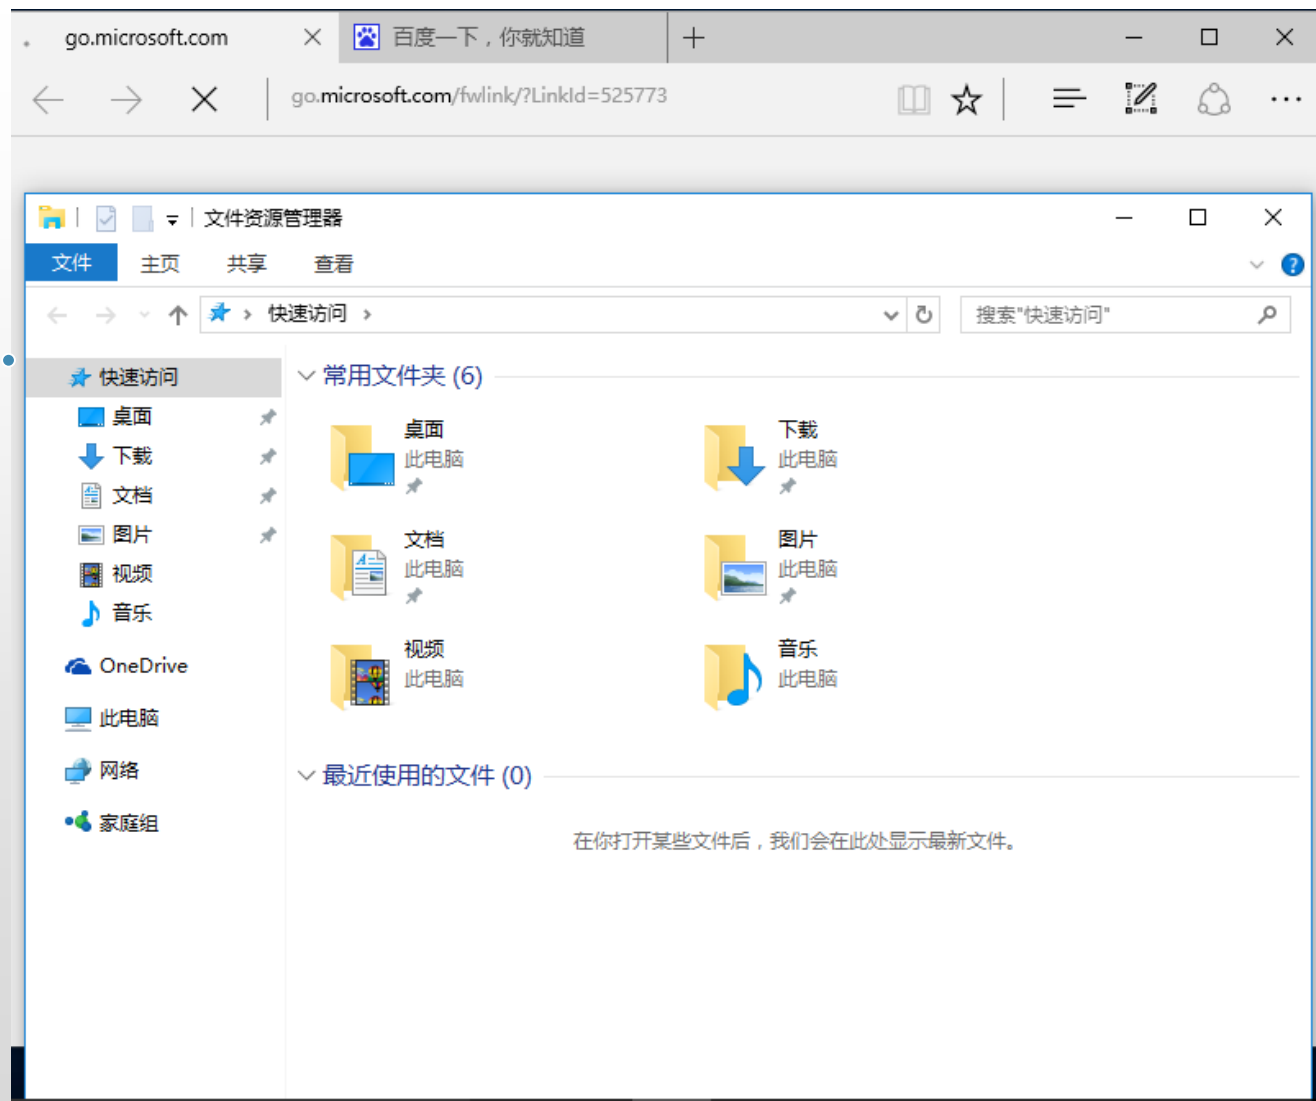 go.microsoft.com
百度一下，你就知道
go.microsoft.com/fwlink/?LinkId=525773
文件资源管理器
文件 主页 共享 查看
快速访问
搜索"快速访问"
快速访问
桌面
下载
文档
图片
视频
音乐
OneDrive
此电脑
网络
家庭组
常用文件夹 (6)
桌面
此电脑
下载
此电脑
文档
此电脑
图片
此电脑
视频
此电脑
音乐
此电脑
最近使用的文件 (0)
在你打开某些文件后，我们会在此处显示最新文件。